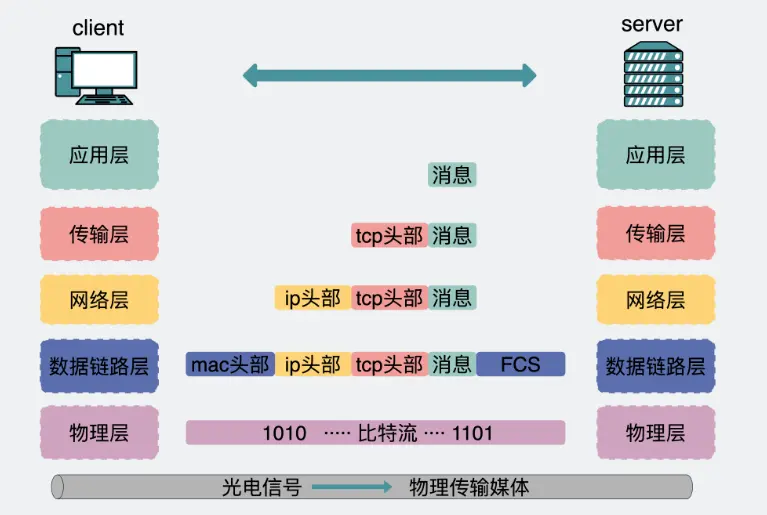 client
server
应用层
消息
应用层
传输层
tcp头部 消息
传输层
网络层
ip头部 tcp头部 消息
网络层
数据链路层
mac头部 ip头部 tcp头部 消息 FCS
数据链路层
物理层
1010 ····· 比特流 ···· 1101
物理层
光电信号
物理传输媒体